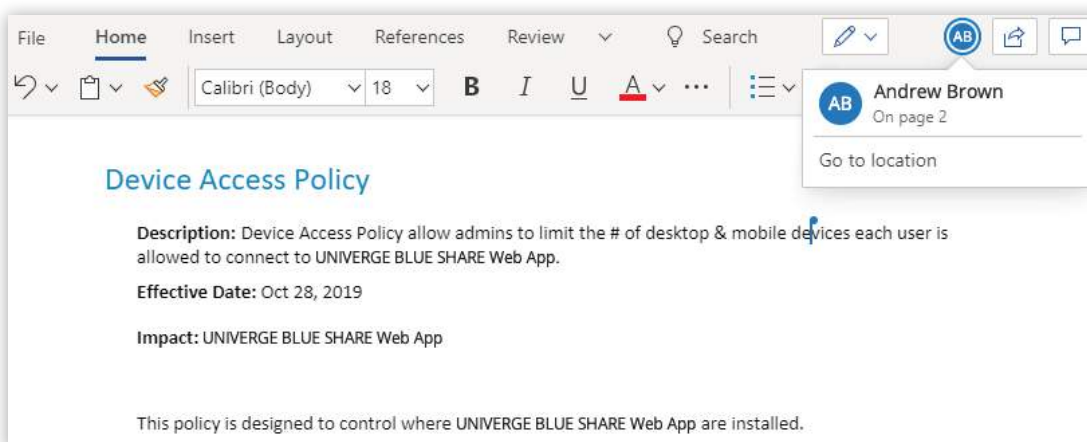 File Home Insert Layout References Review Search AB
Calibri (Body) 18 B I U A ...
AB Andrew Brown
On page 2
Go to location
Device Access Policy
Description: Device Access Policy allow admins to limit the # of desktop & mobile devices each user is
allowed to connect to UNIVERGE BLUE SHARE Web App.
Effective Date: Oct 28, 2019
Impact: UNIVERGE BLUE SHARE Web App
This policy is designed to control where UNIVERGE BLUE SHARE Web App are installed.